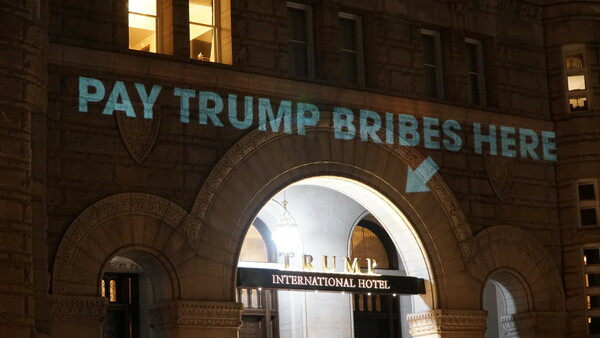 PAY TRUMP BRIBES HERE
TRUMP
INTERNATIONAL HOTEL